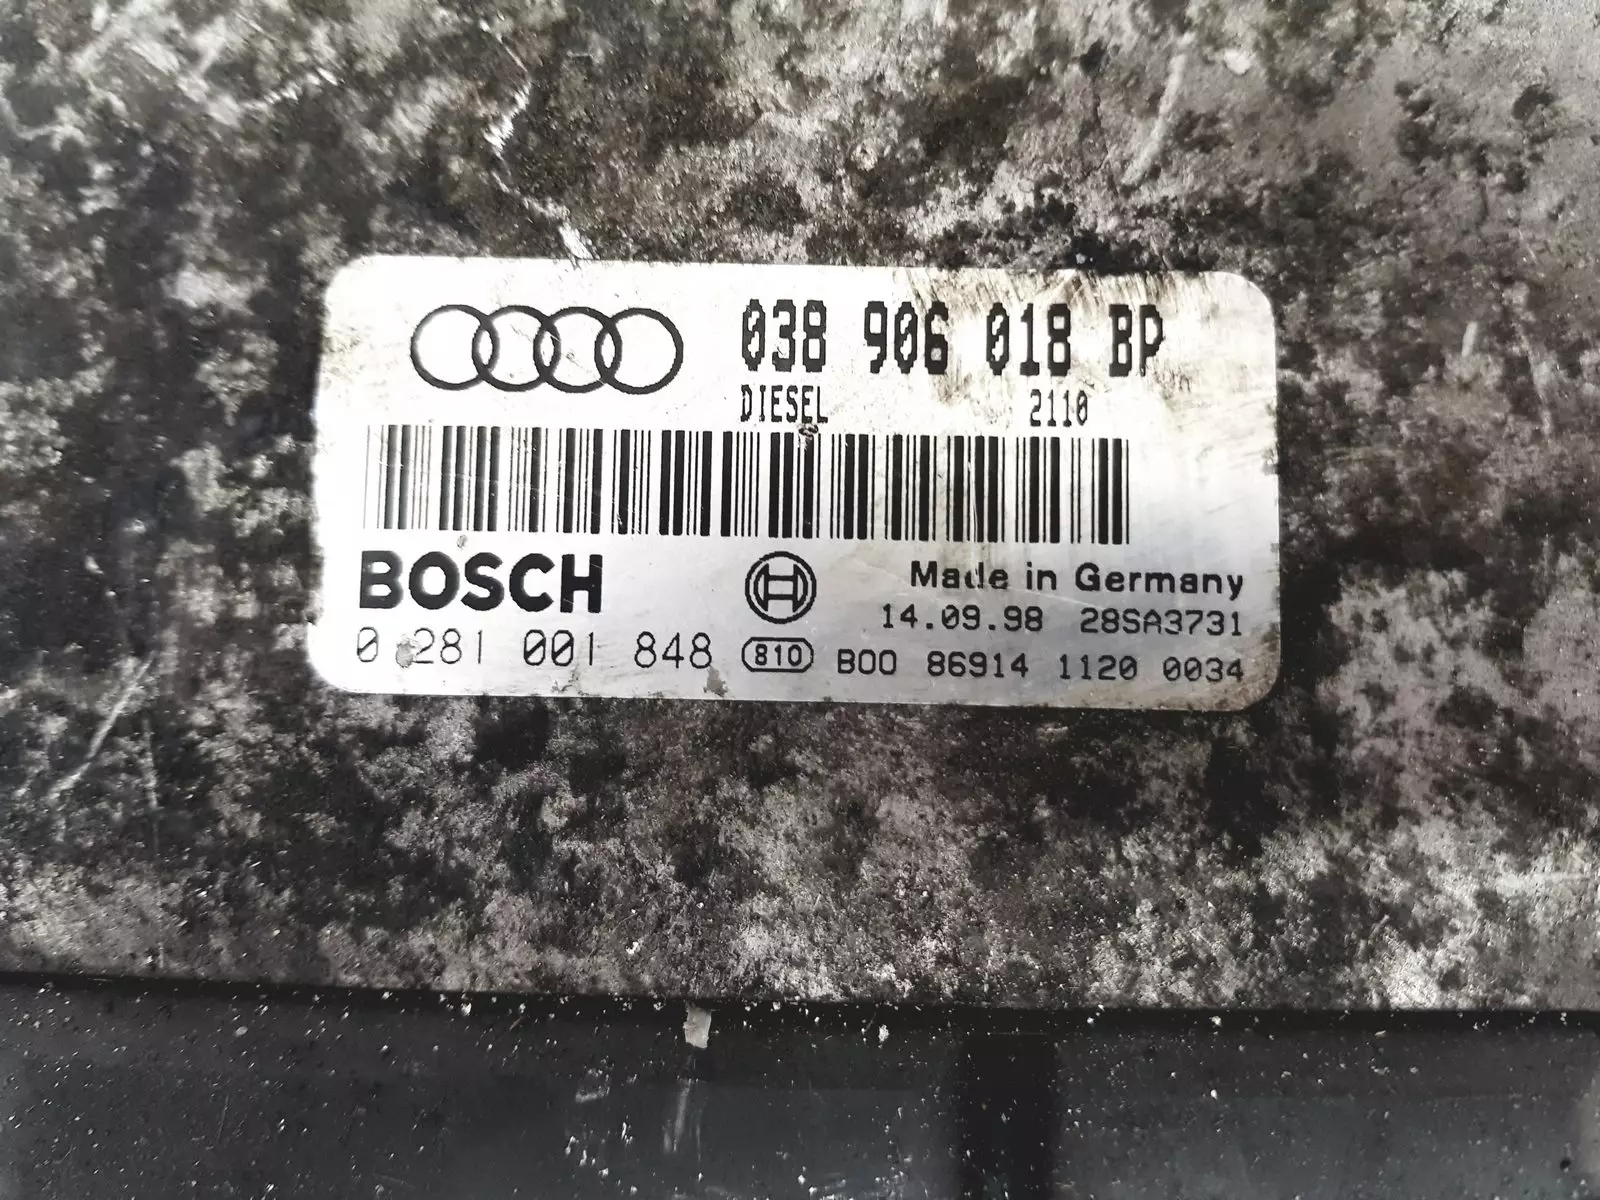 038 906 018 BP
DIESEL 2110
BOSCH
Made in Germany
14.09.98 28SA3731
0 281 001 848 810 B00 86914 1120 0034